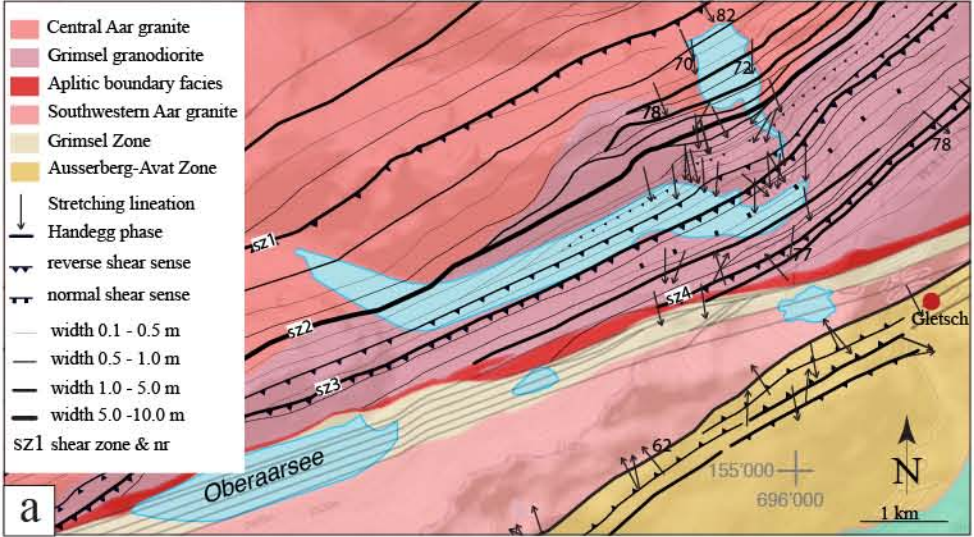 Central Aar granite
Grimsel granodiorite
Aplitic boundary facies
Southwestern Aar granite
Grimsel Zone
Ausserberg-Avat Zone
Stretching lineation
Handegg phase
reverse shear sense
normal shear sense
width 0.1 - 0.5 m
width 0.5 - 1.0 m
width 1.0 - 5.0 m
width 5.0 -10.0 m
sz1 shear zone & nr
a
82
70
72
78
78
sz1
77
sz4
Gletsch
sz2
sz3
62
Oberaarsee
155'000
696'000
N
1 km